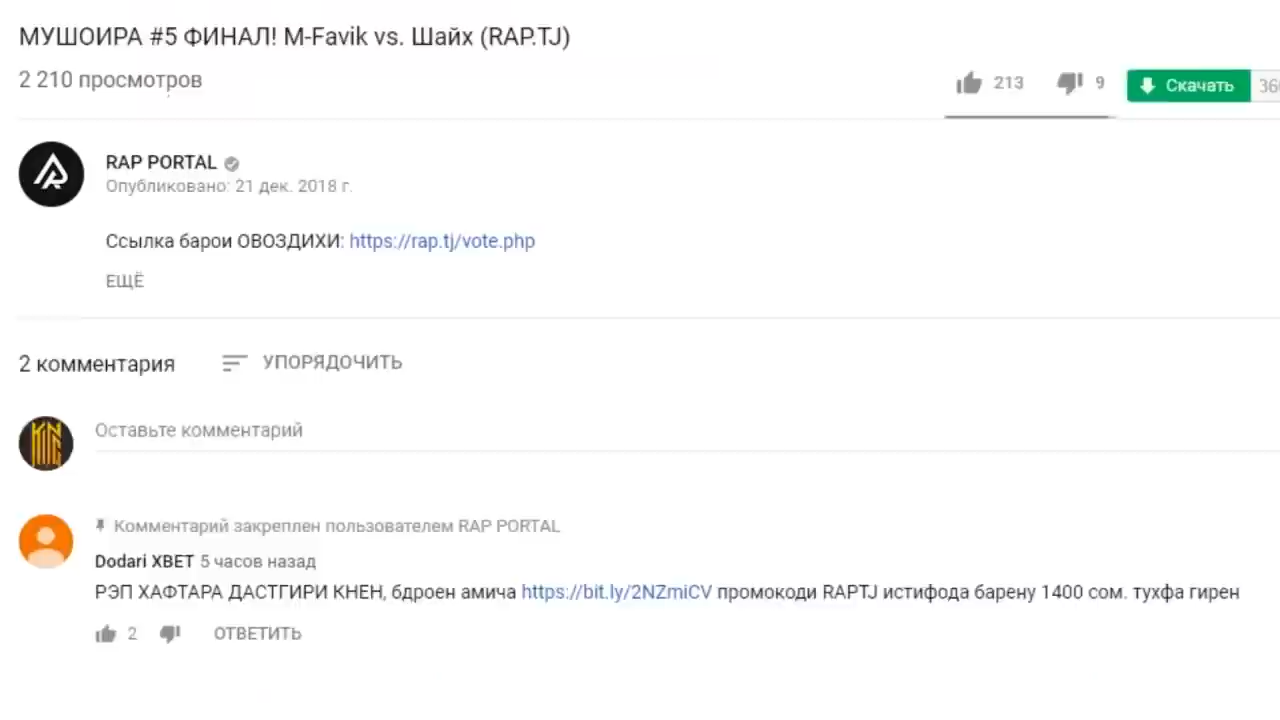 МУШОИРА #5 ФИНАЛ! M-Favik vs. Шайх (RAP.TJ)
2 210 просмотров
213 9 Скачать
RAP PORTAL
Опубликовано: 21 дек. 2018 г.
Ссылка барои ОВОЗДИХИ: https://rap.tj/vote.php
ЕЩЁ
2 комментария УПОРЯДОЧИТЬ
Оставьте комментарий
Комментарий закреплен пользователем RAP PORTAL
Dodari XBET 5 часов назад
РЭП ХАФТАРА ДАСТГИРИ КНЕН, бдроен амича https://bit.ly/2NZmiCV промокоди RAPTJ истифода барену 1400 сом. тухфа гирен
2 ОТВЕТИТЬ